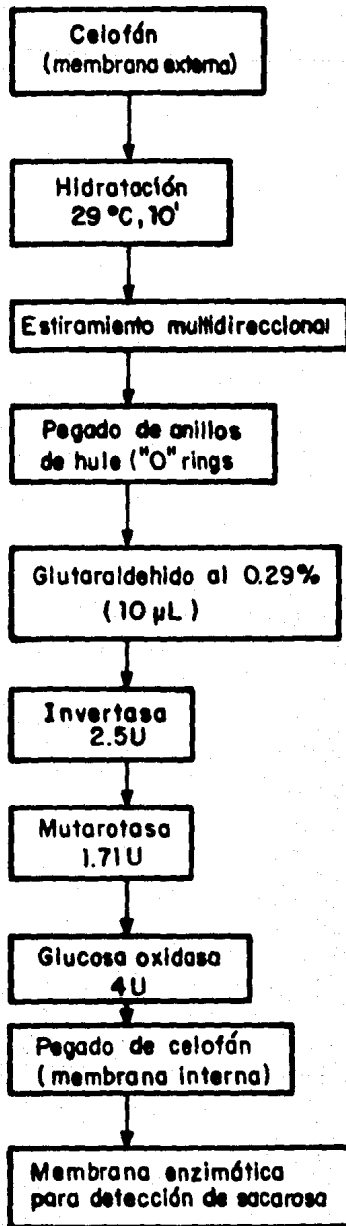 Celofán
(membrana externa)
Hidratación
29 °C, 10'
Estiramiento multidireccional
Pegado de anillos
de hule ("O" rings
Glutaraldehido al 0.29%
(10 µL)
Invertasa
2.5U
Mutarotasa
1.71 U
Glucosa oxidasa
4U
Pegado de celofán
(membrana interna)
Membrana enzimática
para detección de sacarosa